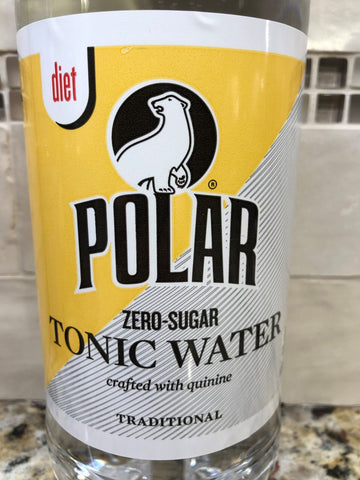 diet
®
POLAR
ZERO-SUGAR
TONIC WATER
crafted with quinine
TRADITIONAL